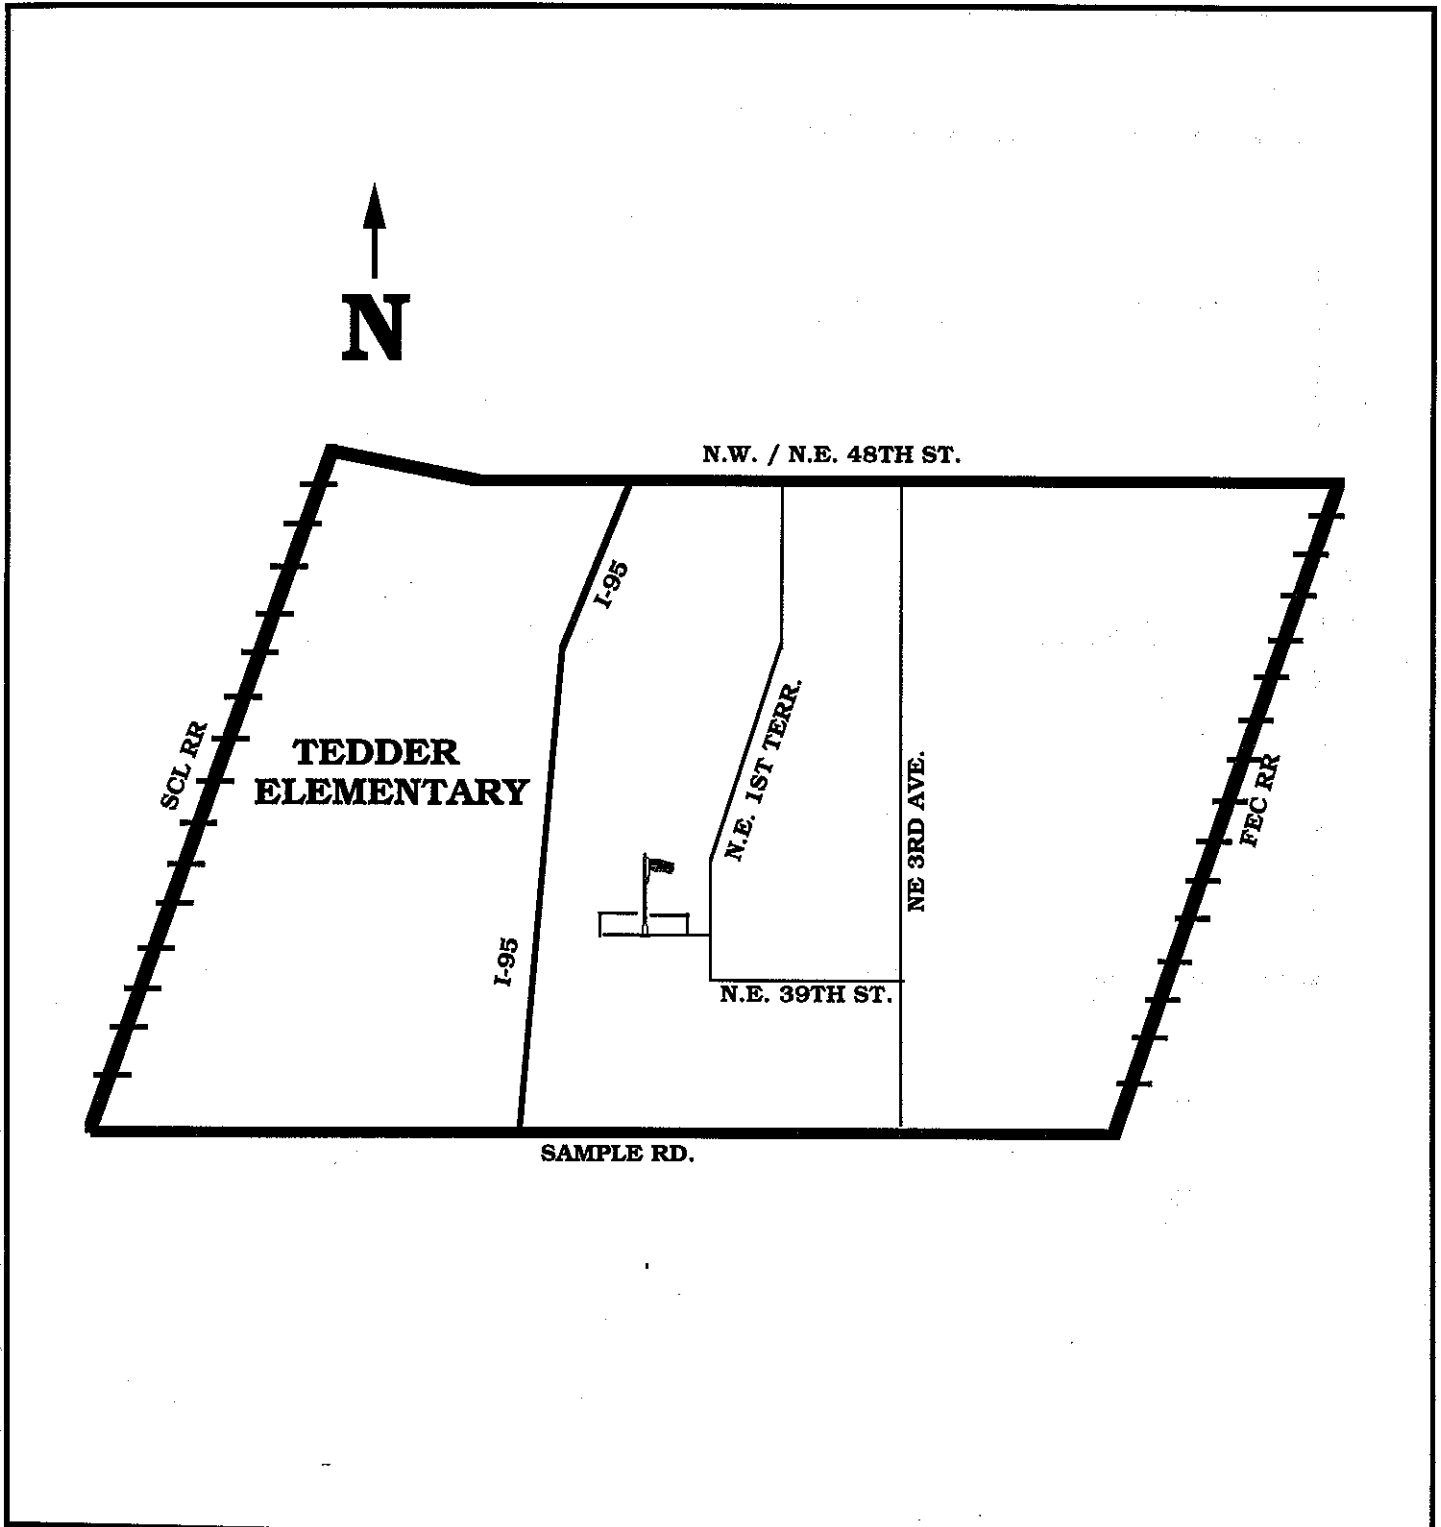 N
N.W. / N.E. 48TH ST.
I-95
SCL RR
TEDDER
ELEMENTARY
N.E. 1ST TERR.
NE 3RD AVE.
FEC RR
I-95
N.E. 39TH ST.
SAMPLE RD.